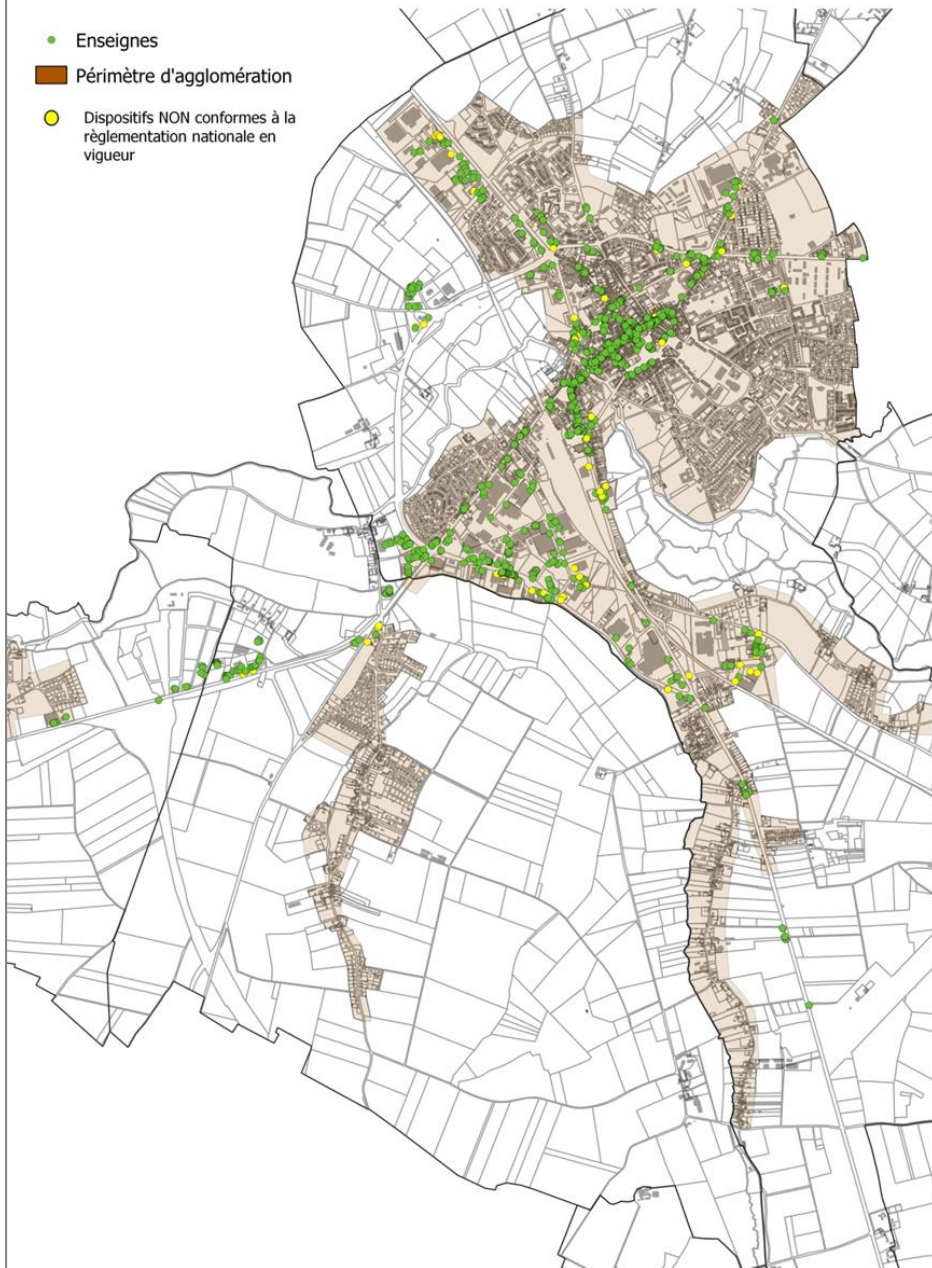 Enseignes
Périmètre d'agglomération
Dispositifs NON conformes à la
règlementation nationale en
vigueur